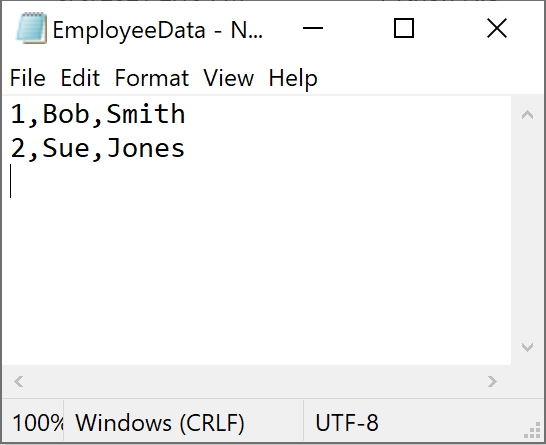 EmployeeData - N...
File Edit Format View Help
1,Bob,Smith
2,Sue,Jones
100% Windows (CRLF) UTF-8